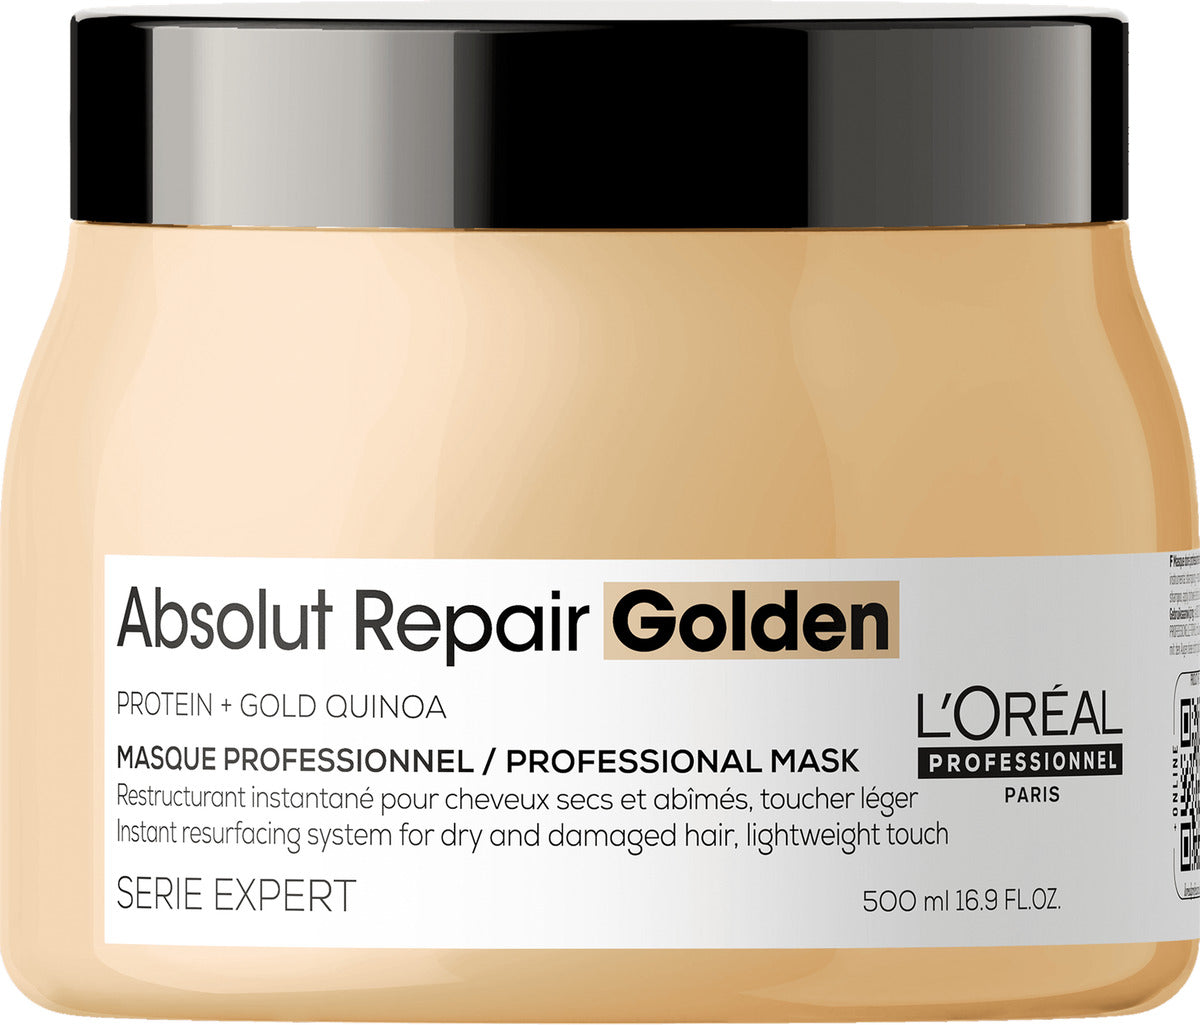 Absolut Repair Golden
PROTEIN + GOLD QUINOA
MASQUE PROFESSIONNEL / PROFESSIONAL MASK
Restructurant instantané pour cheveux secs et abîmés, toucher léger
Instant resurfacing system for dry and damaged hair, lightweight touch
SERIE EXPERT
500 ml 16.9 FL.OZ.
L'ORÉAL
PROFESSIONNEL
PARIS
+ ONLINE